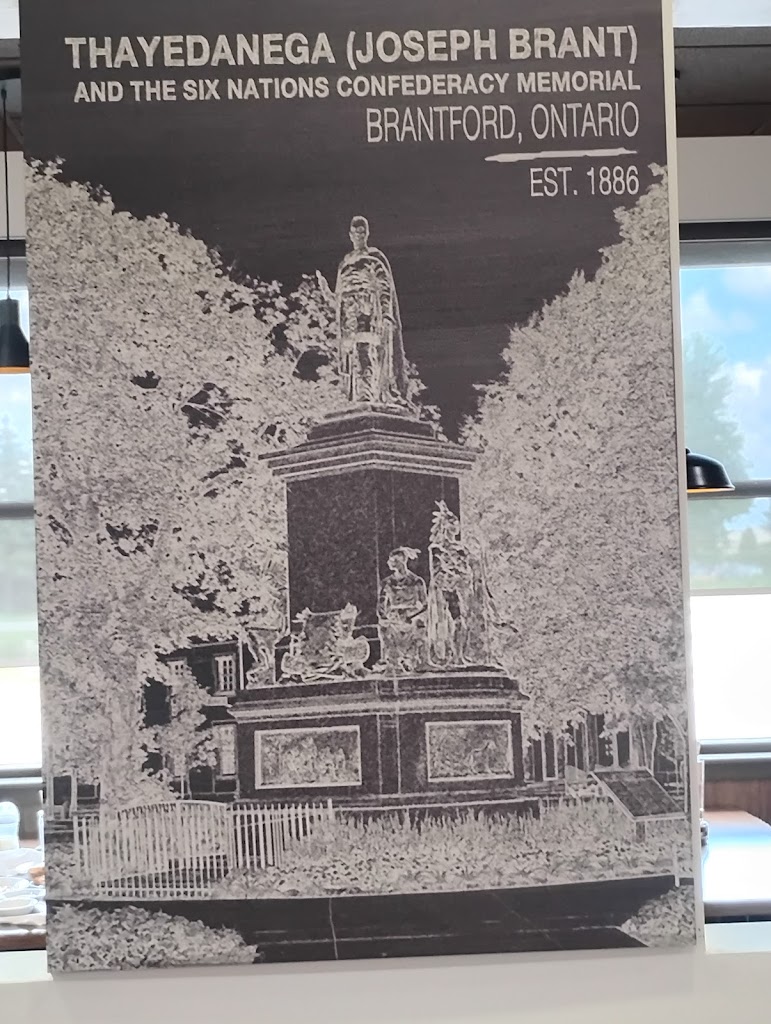 THAYEDANEGA (JOSEPH BRANT)
AND THE SIX NATIONS CONFEDERACY MEMORIAL
BRANTFORD, ONTARIO
EST. 1886